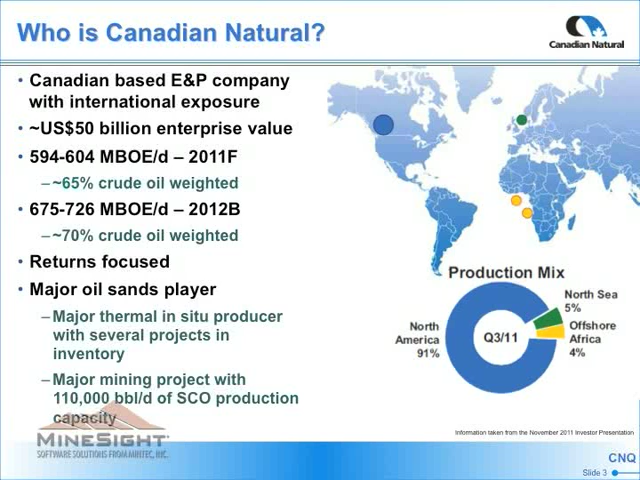 Who is Canadian Natural?
Canadian Natural
• Canadian based E&P company
with international exposure
• ~US$50 billion enterprise value
• 594-604 MBOE/d – 2011F
–~65% crude oil weighted
• 675-726 MBOE/d – 2012B
–~70% crude oil weighted
• Returns focused
• Major oil sands player
–Major thermal in situ producer
with several projects in
inventory
–Major mining project with
110,000 bbl/d of SCO production
capacity
Production Mix
North Sea
5%
Offshore
Africa
4%
North
America
91%
Q3/11
Information taken from the November 2011 Investor Presentation
MINESIGHT®
SOFTWARE SOLUTIONS FROM MINTEC, INC.
CNQ
Slide 3